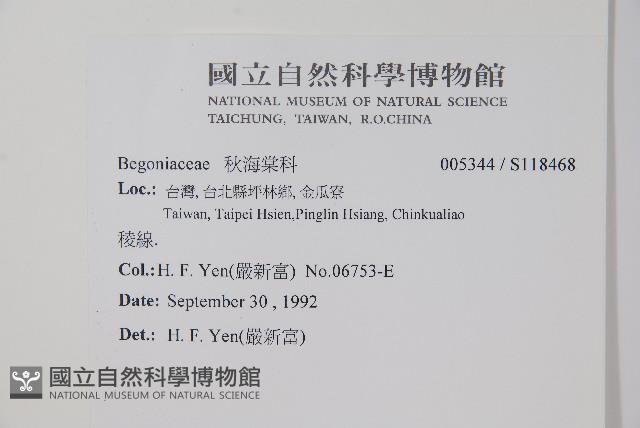 國立自然科學博物館
NATIONAL MUSEUM OF NATURAL SCIENCE
TAICHUNG, TAIWAN, R.O.CHINA
Begoniaceae 秋海棠科 005344 / S118468
Loc.: 台灣, 台北縣坪林鄉, 金瓜寮
Taiwan, Taipei Hsien,Pinglin Hsiang, Chinkualiao
稜線.
Col.:H. F. Yen(嚴新富) No.06753-E
Date: September 30 , 1992
Det.: H. F. Yen(嚴新富)
國立自然科學博物館
NATIONAL MUSEUM OF NATURAL SCIENCE